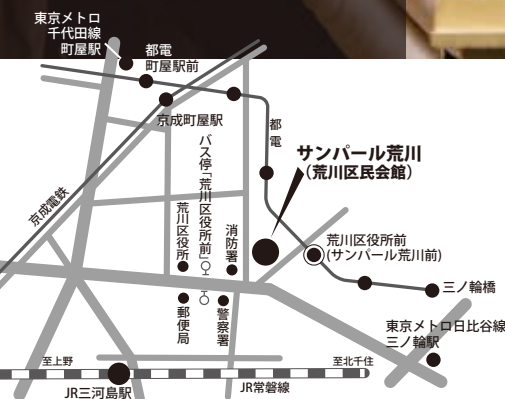 東京メトロ
千代田線
町屋駅
都電
町屋駅前
京成町屋駅
都電
サンパール荒川
（荒川区民会館）
バス停「荒川区役所前」
京成電鉄
荒川区役所
消防署
荒川区役所前
(サンパール荒川前)
三ノ輪橋
郵便局
警察署
東京メトロ日比谷線
三ノ輪駅
至上野
至北千住
JR三河島駅
JR常磐線